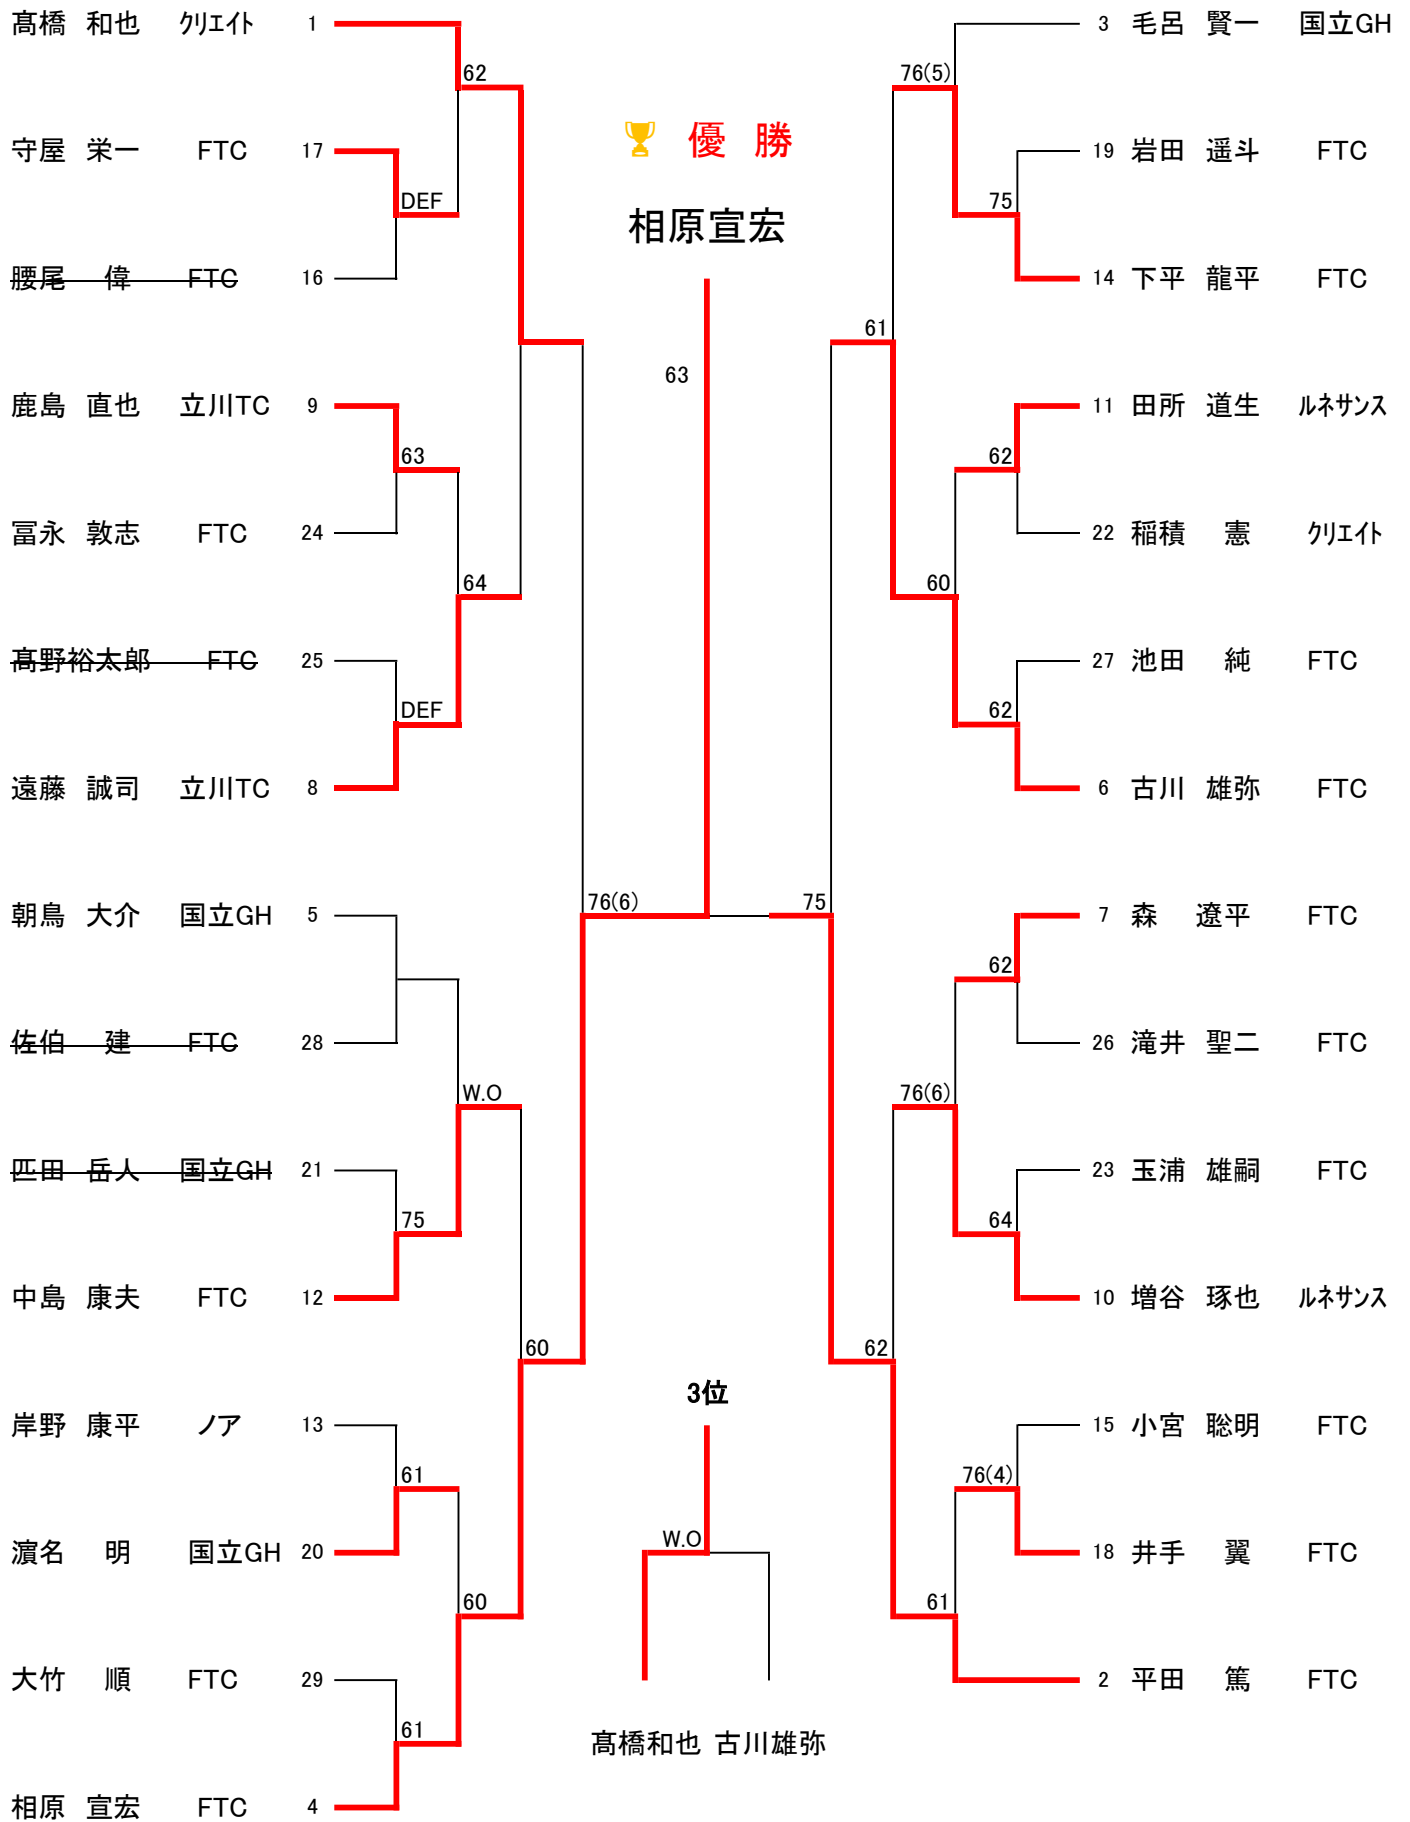 髙橋 和也 ｸﾘｴｲﾄ 1
62
守屋 栄一 FTC 17
DEF
腰尾 偉 FTC 16
鹿島 直也 立川TC 9
63
冨永 敦志 FTC 24
64
髙野裕太郎 FTC 25
DEF
遠藤 誠司 立川TC 8
朝鳥 大介 国立GH 5
76(6)
佐伯 建 FTC 28
W.O
匹田 岳人 国立GH 21
75
中島 康夫 FTC 12
60
岸野 康平 ノア 13
61
濵名 明 国立GH 20
60
大竹 順 FTC 29
61
相原 宣宏 FTC 4
優 勝
相原宣宏
63
3位
W.O
髙橋和也 古川雄弥
3 毛呂 賢一 国立GH
76(5)
19 岩田 遥斗 FTC
75
14 下平 龍平 FTC
61
11 田所 道生 ﾙﾈｻﾝｽ
62
22 稲積 憲 ｸﾘｴｲﾄ
60
27 池田 純 FTC
62
6 古川 雄弥 FTC
75
7 森 遼平 FTC
62
26 滝井 聖二 FTC
76(6)
23 玉浦 雄嗣 FTC
64
10 増谷 琢也 ﾙﾈｻﾝｽ
62
15 小宮 聡明 FTC
76(4)
18 井手 翼 FTC
61
2 平田 篤 FTC